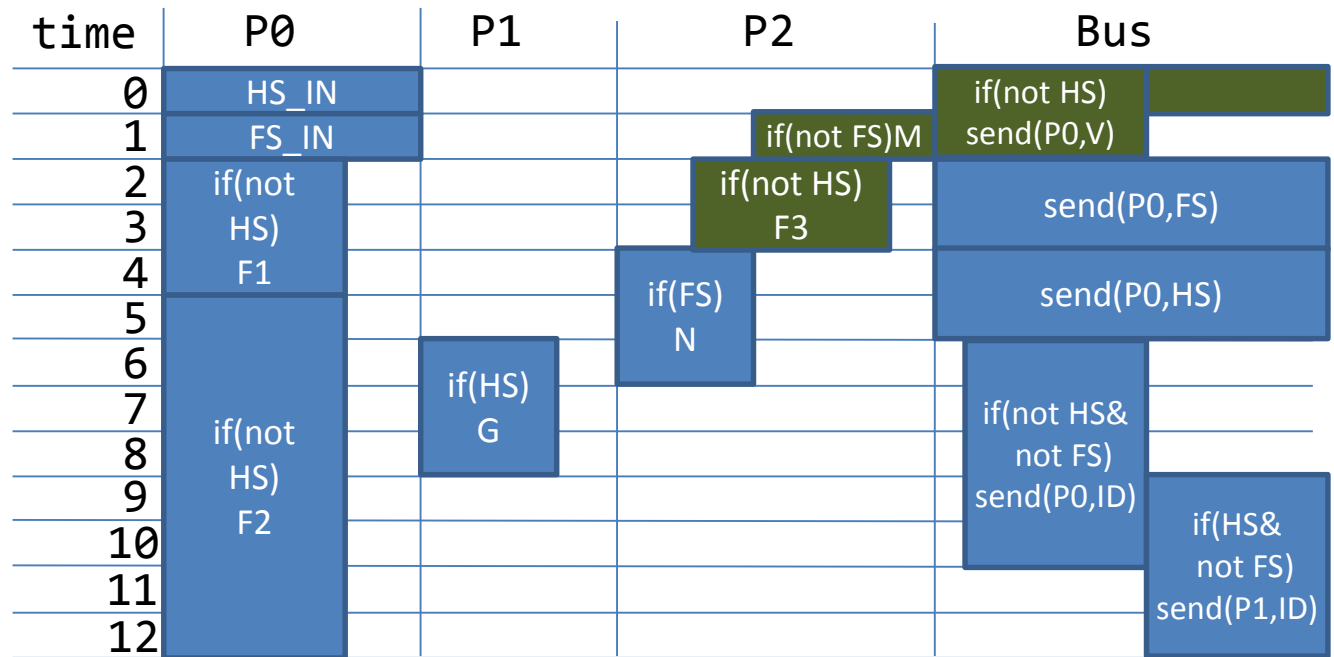 time P0 P1 P2 Bus
0 HS_IN if(not HS)
1 FS_IN if(not FS)M send(P0,V)
2 if(not if(not HS)
send(P0,FS)
3 HS) F3
4 F1 if(FS) send(P0,HS)
5 N
6 if(HS)
7 if(not G if(not HS&
8 HS) not FS)
9 F2 send(P0,ID)
10 if(HS&
11 not FS)
12 send(P1,ID)